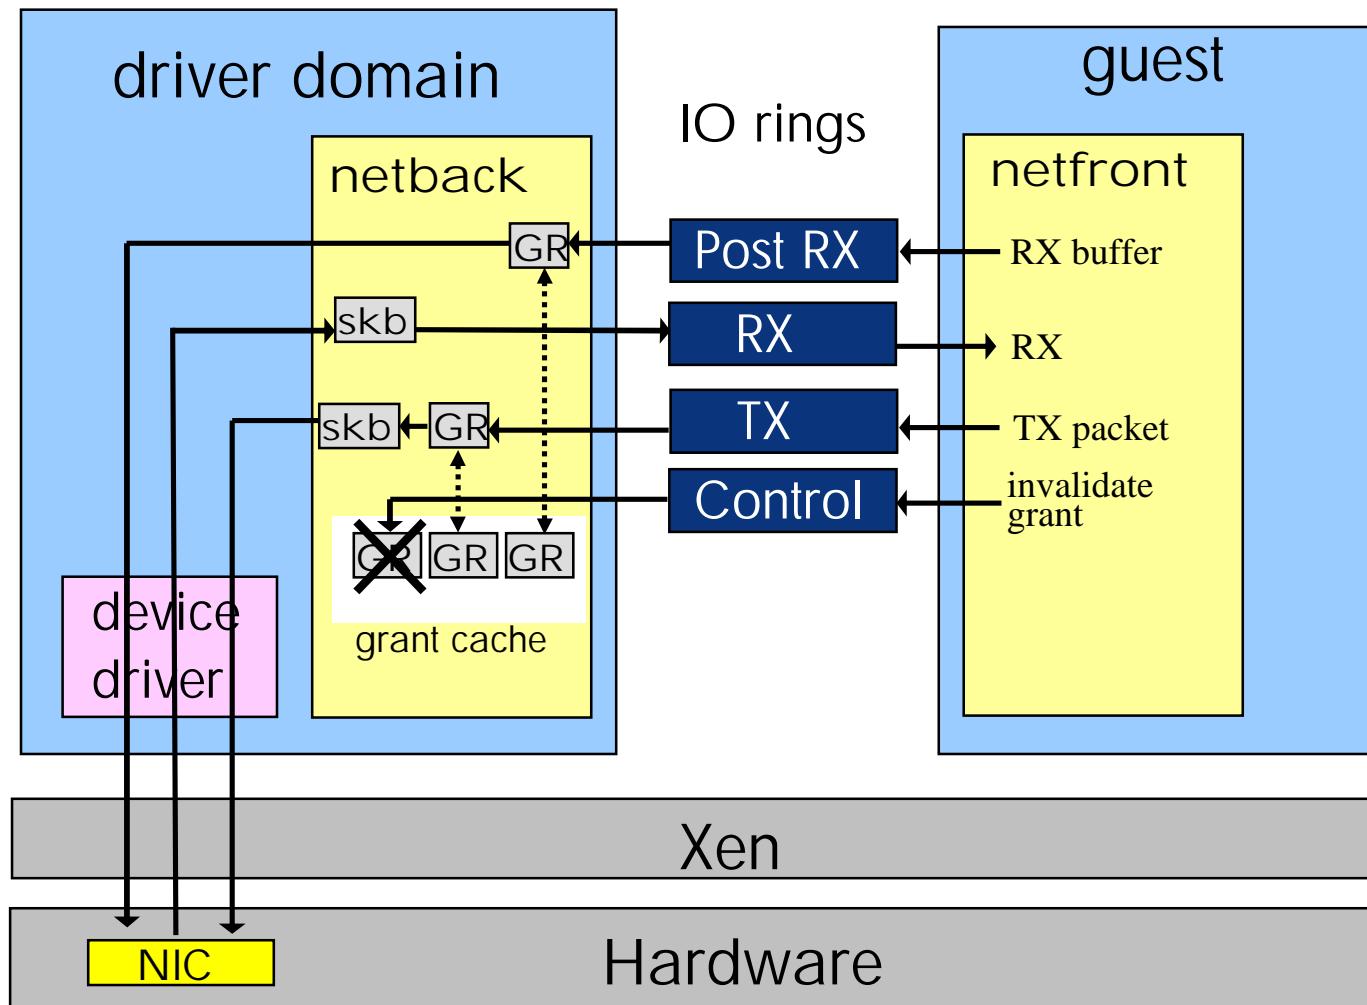 driver domain
IO rings
guest
netback
netfront
GR
Post RX
RX buffer
skb
RX
RX
skb
GR
TX
TX packet
Control
invalidate
grant
GR
GR
GR
grant cache
device
driver
Xen
NIC
Hardware